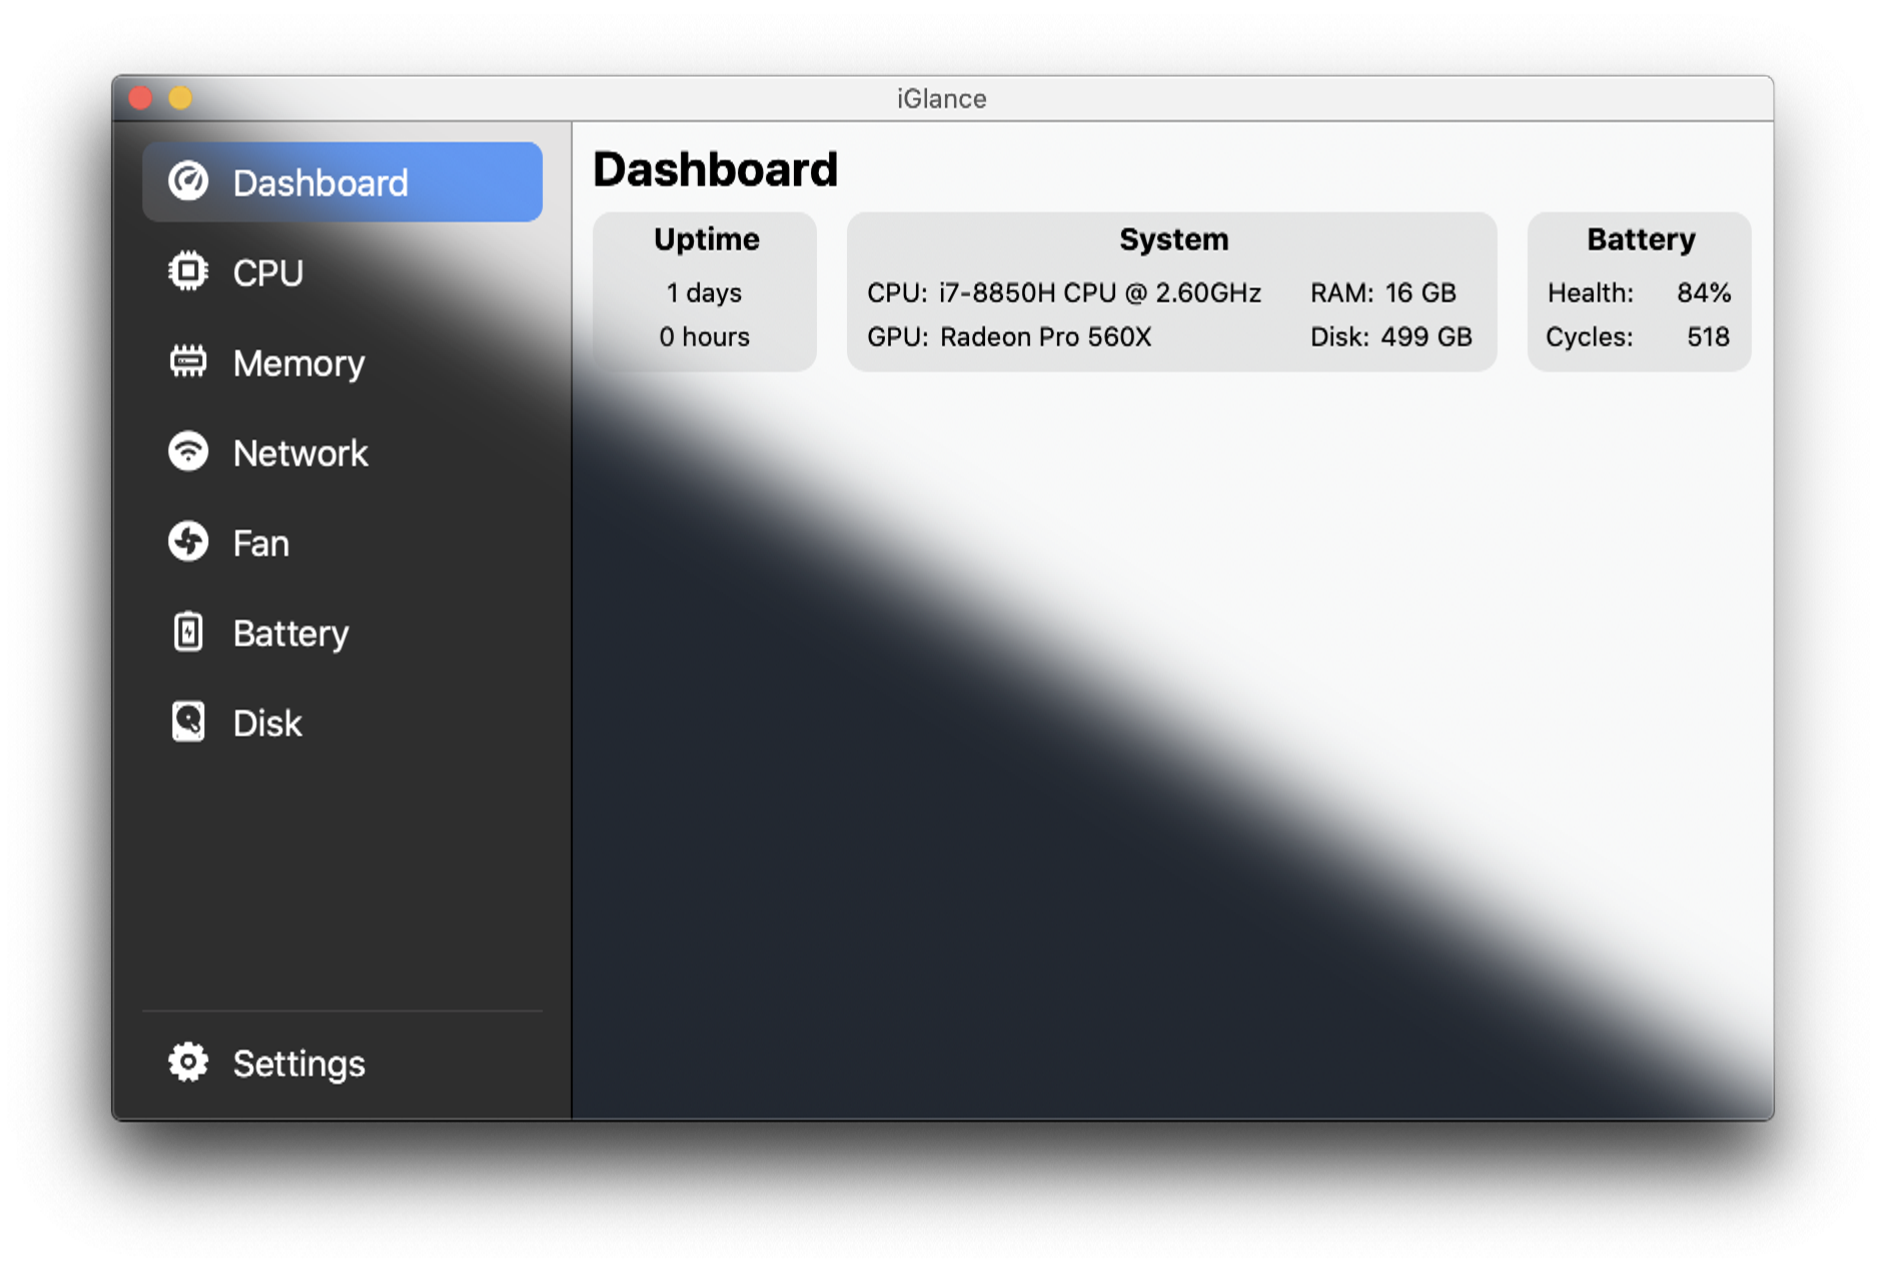 iGlance
Dashboard
CPU
Memory
Network
Fan
Battery
Disk
Settings
Dashboard
Uptime
1 days
0 hours
System
CPU: i7-8850H CPU @ 2.60GHz RAM: 16 GB
GPU: Radeon Pro 560X Disk: 499 GB
Battery
Health: 84%
Cycles: 518